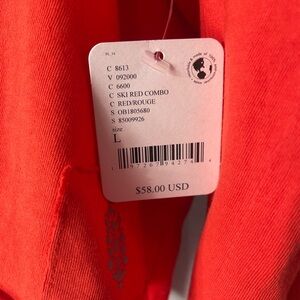 C 8613
V 092000
C 6600
C SKI RED COMBO
C RED/ROUGE
S OB1805680
S 85009926
size
L
$58.00 USD